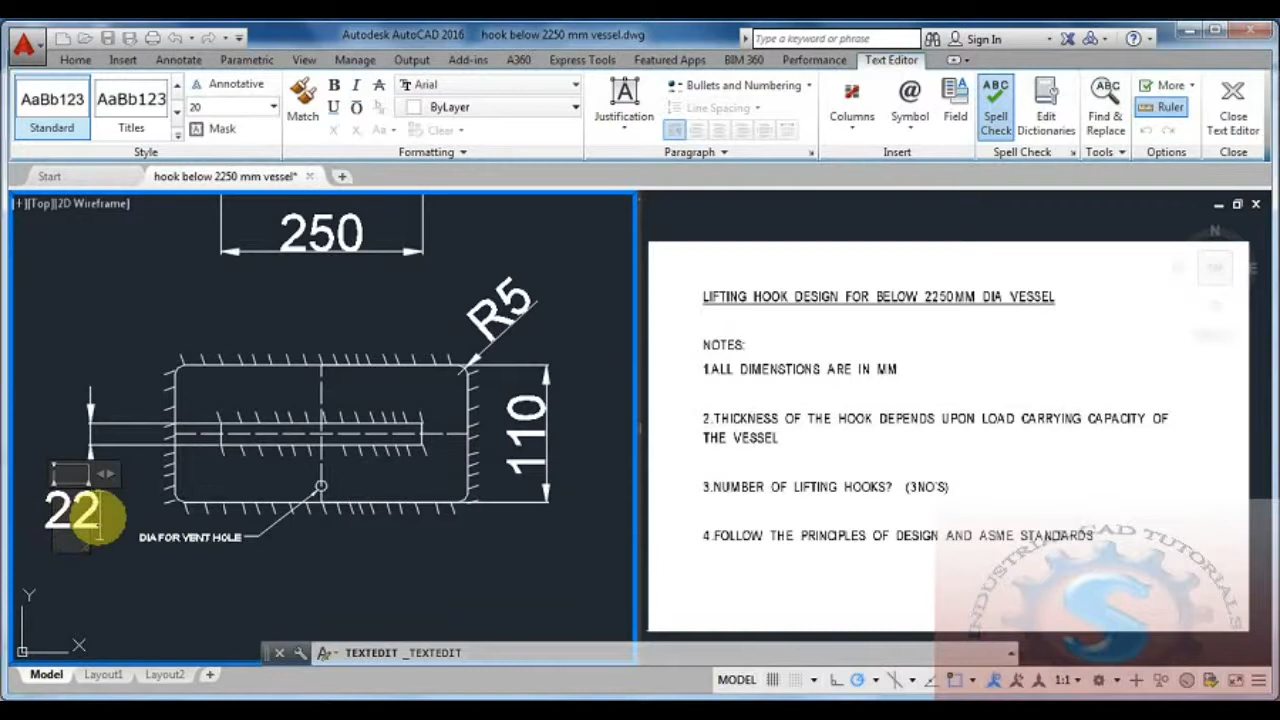 Autodesk AutoCAD 2016 hook below 2250 mm vessel.dwg
Type a keyword or phrase
Sign In
Home Insert Annotate Parametric View Manage Output Add-ins A360 Express Tools Featured Apps BIM 360 Performance Text Editor
AaBb123 AaBb123
Standard Titles
Annotative
20
Mask
Style
Match
B I
Arial
U O
ByLayer
Clear
Formatting
Justification
Bullets and Numbering
Line Spacing
Paragraph
Columns
Symbol
Field
Insert
ABC
Spell
Check
Edit
Dictionaries
Spell Check
ABC
Find &
Replace
Tools
More
Ruler
Options
Close
Text Editor
Close
Start
hook below 2250 mm vessel*
[+][Top][2D Wireframe]
250
R5
110
22
DIA FOR VENT HOLE
Y
X
N
TOP
E
LIFTING HOOK DESIGN FOR BELOW 2250MM DIA VESSEL
NOTES:
1.ALL DIMENSTIONS ARE IN MM
2.THICKNESS OF THE HOOK DEPENDS UPON LOAD CARRYING CAPACITY OF
THE VESSEL
3.NUMBER OF LIFTING HOOKS? (3NO'S)
4.FOLLOW THE PRINCIPLES OF DESIGN AND ASME STANDARDS
INDUSTRIAL CAD TUTORIALS
S
TEXTEDIT _TEXTEDIT
Model Layout1 Layout2
MODEL
1:1